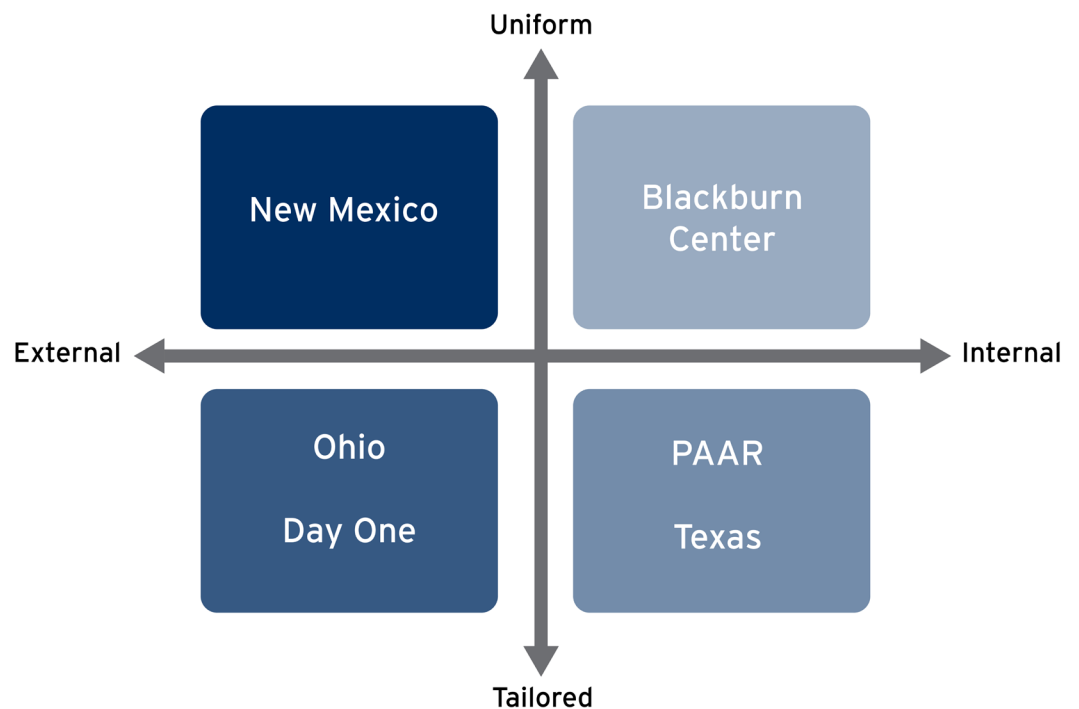 Uniform
New Mexico
Blackburn
Center
External
Internal
Ohio
Day One
PAAR
Texas
Tailored